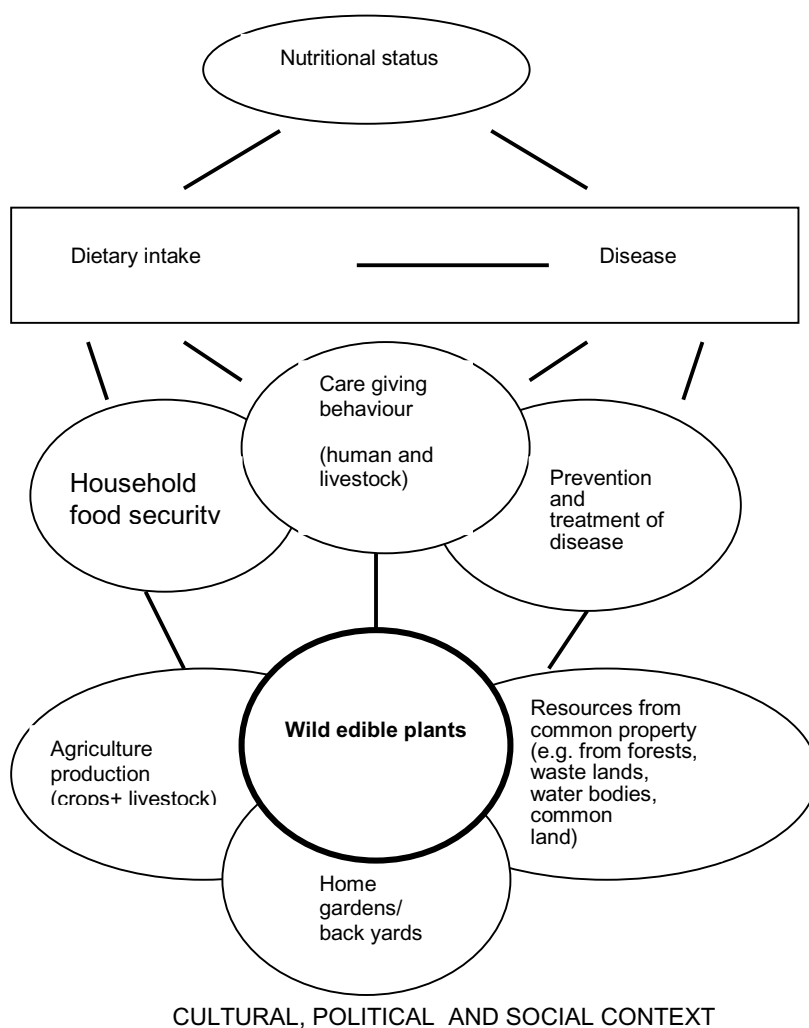 Nutritional status
Dietary intake
Disease
Care giving
behaviour
(human and
livestock)
Household
food security
Prevention
and
treatment of
disease
Wild edible plants
Agriculture
production
(crops+ livestock)
Resources from
common property
(e.g. from forests,
waste lands,
water bodies,
common
land)
Home
gardens/
back yards
CULTURAL, POLITICAL AND SOCIAL CONTEXT